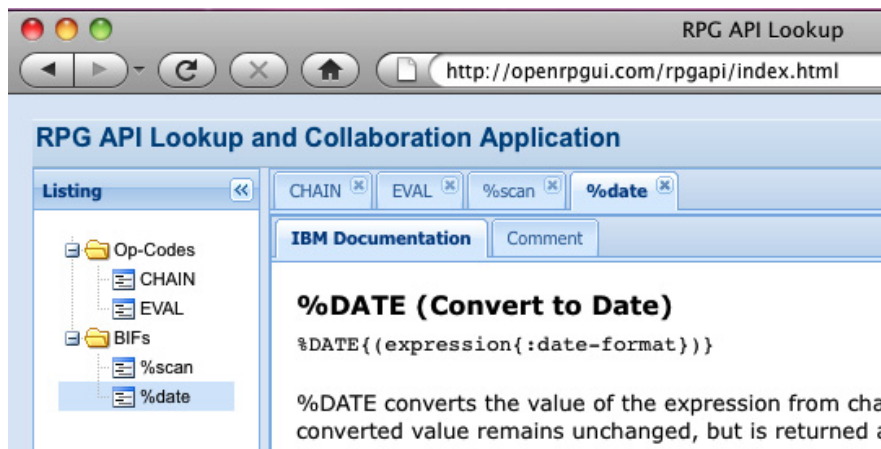 RPG API Lookup
http://openrpgui.com/rpgapi/index.html
RPG API Lookup and Collaboration Application
Listing
CHAIN EVAL %scan %date
IBM Documentation Comment
Op-Codes
CHAIN
EVAL
BIFs
%scan
%date
%DATE (Convert to Date)
%DATE{(expression{:date-format})}
%DATE converts the value of the expression from cha
converted value remains unchanged, but is returned a